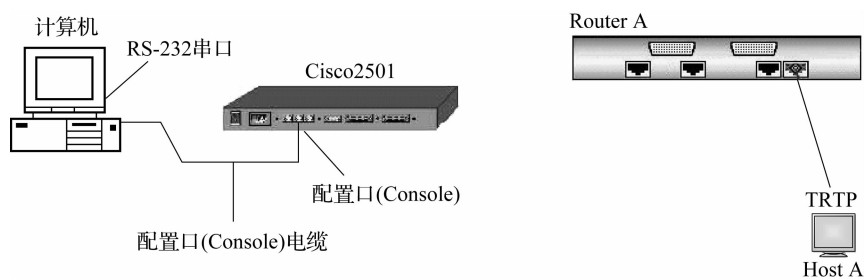 计算机
RS-232串口
Cisco2501
配置口(Console)
配置口(Console)电缆
Router A
TRTP
Host A